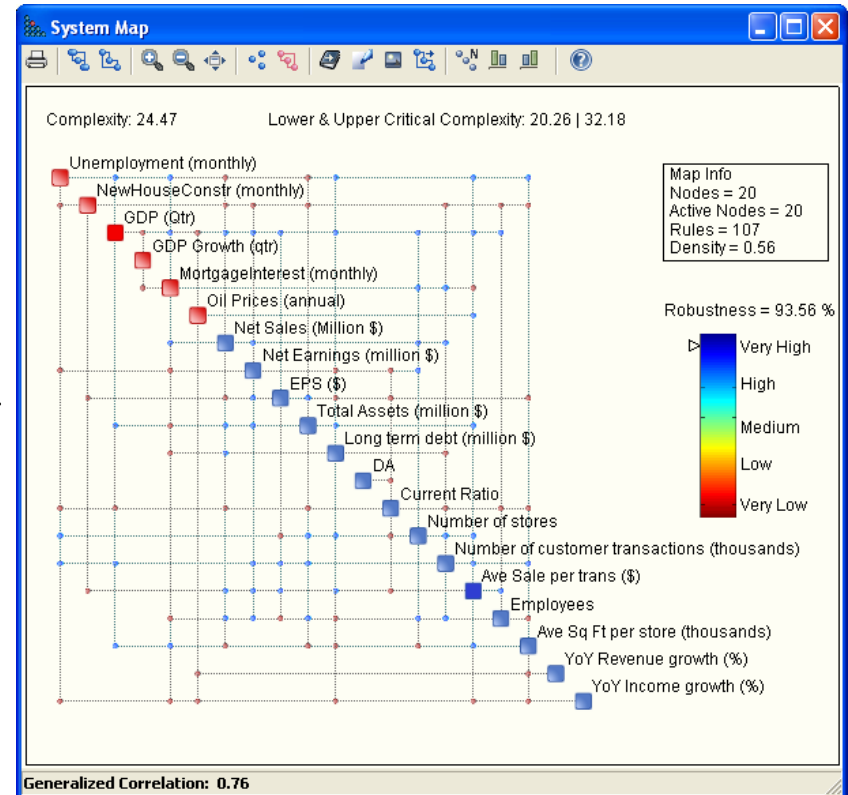 System Map
N
Complexity: 24.47
Lower & Upper Critical Complexity: 20.26 | 32.18
Unemployment (monthly)
NewHouseConstr (monthly)
GDP (Qtr)
GDP Growth (qtr)
MortgageInterest (monthly)
Oil Prices (annual)
Net Sales (Million $)
Net Earnings (million $)
EPS ($)
Total Assets (million $)
Long term debt (million $)
DA
Current Ratio
Number of stores
Number of customer transactions (thousands)
Ave Sale per trans ($)
Employees
Ave Sq Ft per store (thousands)
YoY Revenue growth (%)
YoY Income growth (%)
Map Info
Nodes = 20
Active Nodes = 20
Rules = 107
Density = 0.56
Robustness = 93.56 %
Very High
High
Medium
Low
Very Low
Generalized Correlation: 0.76